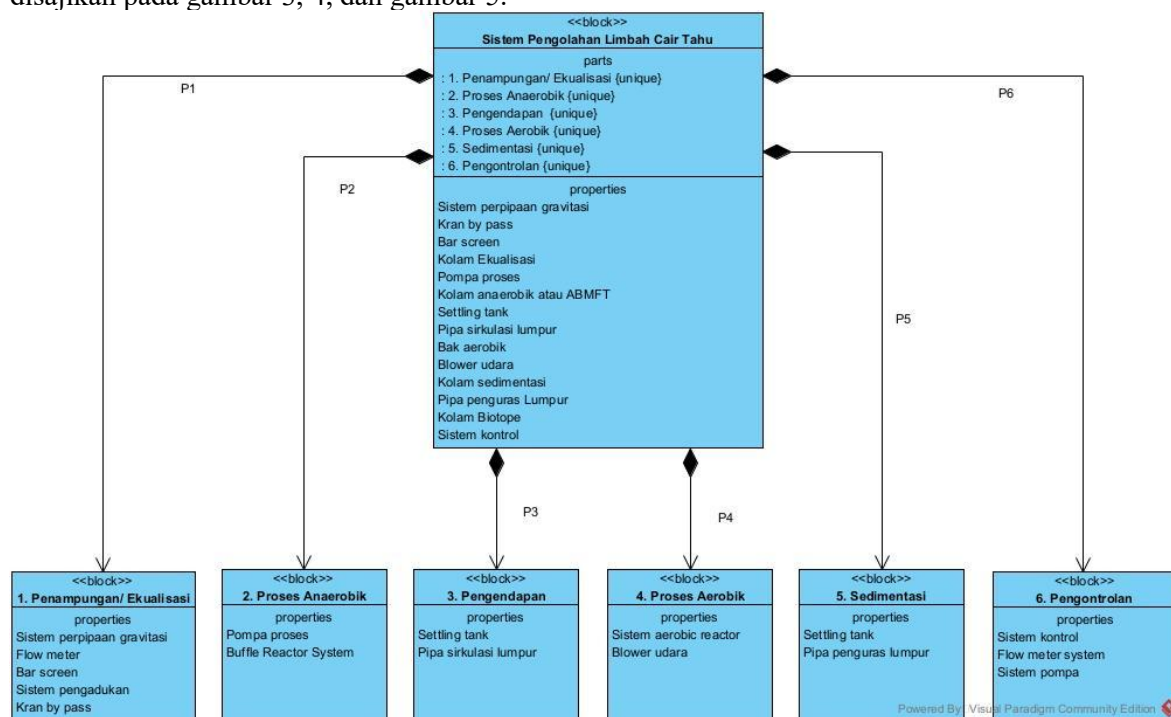 disajikan pada gambar 3, 4, dan gambar 5.
<<block>>
Sistem Pengolahan Limbah Cair Tahu
parts
: 1. Penampungan/ Ekualisasi {unique}
: 2. Proses Anaerobik {unique}
: 3. Pengendapan {unique}
: 4. Proses Aerobik {unique}
: 5. Sedimentasi {unique}
: 6. Pengontrolan {unique}
properties
Sistem perpipaan gravitasi
Kran by pass
Bar screen
Kolam Ekualisasi
Pompa proses
Kolam anaerobik atau ABMFT
Settling tank
Pipa sirkulasi lumpur
Bak aerobik
Blower udara
Kolam sedimentasi
Pipa penguras Lumpur
Kolam Biotope
Sistem kontrol
P1
P2
P3
P4
P5
P6
<<block>>
1. Penampungan/ Ekualisasi
properties
Sistem perpipaan gravitasi
Flow meter
Bar screen
Sistem pengadukan
Kran by pass
<<block>>
2. Proses Anaerobik
properties
Pompa proses
Buffle Reactor System
<<block>>
3. Pengendapan
properties
Settling tank
Pipa sirkulasi lumpur
<<block>>
4. Proses Aerobik
properties
Sistem aerobic reactor
Blower udara
<<block>>
5. Sedimentasi
properties
Settling tank
Pipa penguras lumpur
<<block>>
6. Pengontrolan
properties
Sistem kontrol
Flow meter system
Sistem pompa
Powered By Visual Paradigm Community Edition